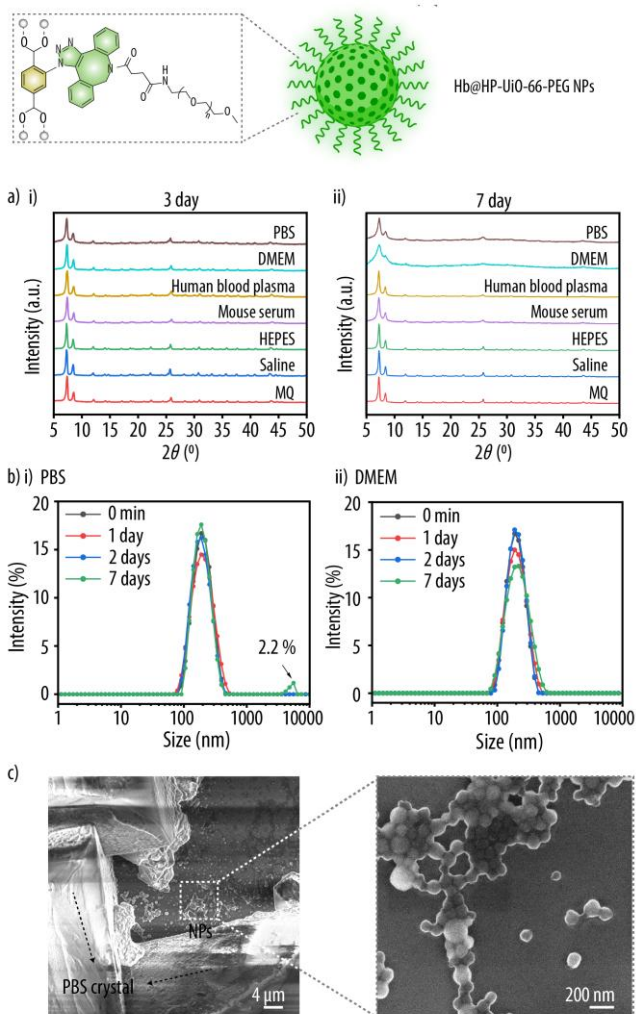 O
O
N
N
N
N
O
O
N
H
O
O
O
O
Hb@HP-UiO-66-PEG NPs
a) i)
3 day
Intensity (a.u.)
PBS
DMEM
Human blood plasma
Mouse serum
HEPES
Saline
MQ
5 10 15 20 25 30 35 40 45 50
2θ (º)
ii)
7 day
Intensity (a.u.)
PBS
DMEM
Human blood plasma
Mouse serum
HEPES
Saline
MQ
5 10 15 20 25 30 35 40 45 50
2θ (º)
b) i) PBS
Intensity (%)
20
15
10
5
0
0 min
1 day
2 days
7 days
2.2 %
1 10 100 1000 10000
Size (nm)
ii) DMEM
Intensity (%)
20
15
10
5
0
0 min
1 day
2 days
7 days
1 10 100 1000 10000
Size (nm)
c)
NPs
PBS crystal
4 μm
200 nm